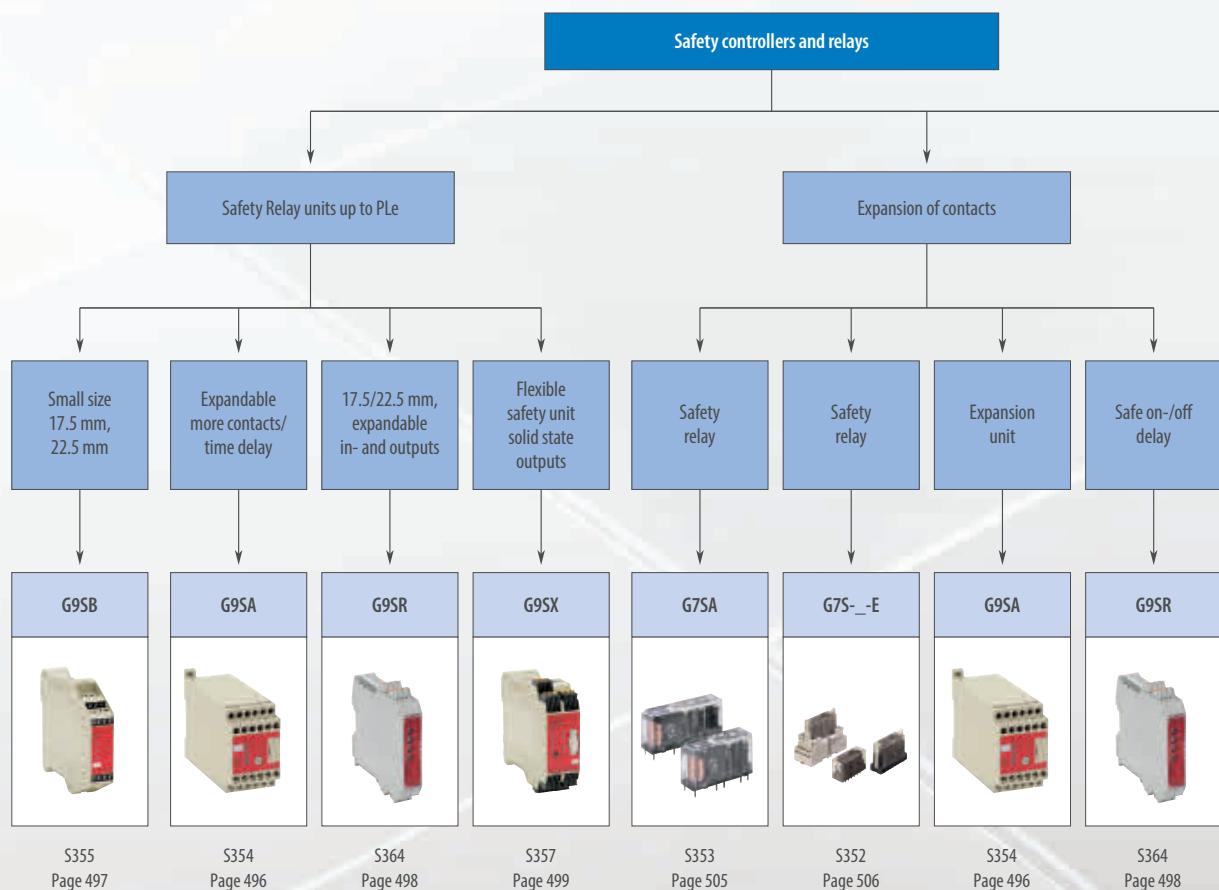 Safety controllers and relays
Safety Relay units up to PLe
Expansion of contacts
Small size
17.5 mm,
22.5 mm
Expandable
more contacts/
time delay
17.5/22.5 mm,
expandable
in- and outputs
Flexible
safety unit
solid state
outputs
Safety
relay
Safety
relay
Expansion
unit
Safe on-/off
delay
G9SB
G9SA
G9SR
G9SX
G7SA
G7S-_-E
G9SA
G9SR
S355
Page 497
S354
Page 496
S364
Page 498
S357
Page 499
S353
Page 505
S352
Page 506
S354
Page 496
S364
Page 498